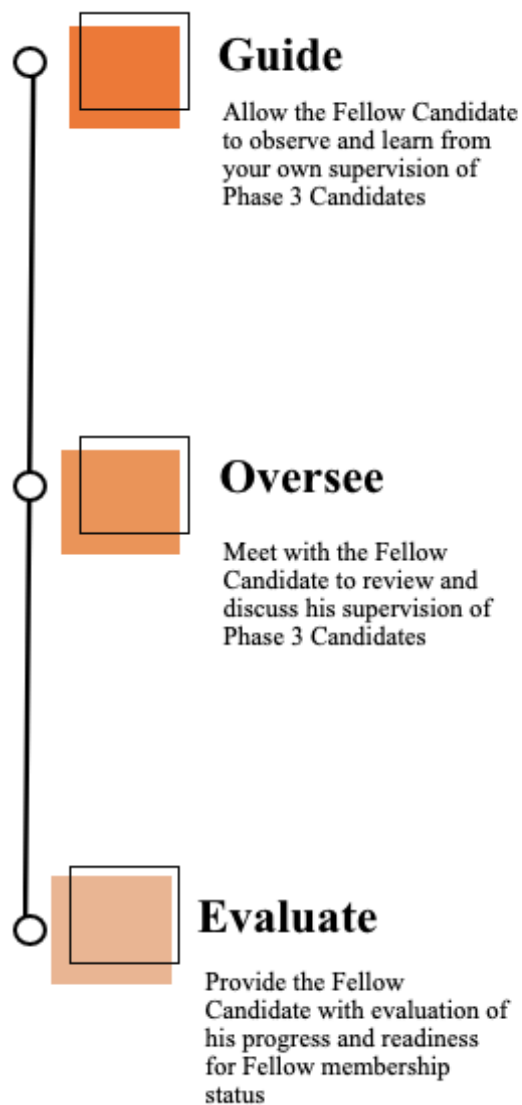 Guide
Allow the Fellow Candidate
to observe and learn from
your own supervision of
Phase 3 Candidates
Oversee
Meet with the Fellow
Candidate to review and
discuss his supervision of
Phase 3 Candidates
Evaluate
Provide the Fellow
Candidate with evaluation of
his progress and readiness
for Fellow membership
status